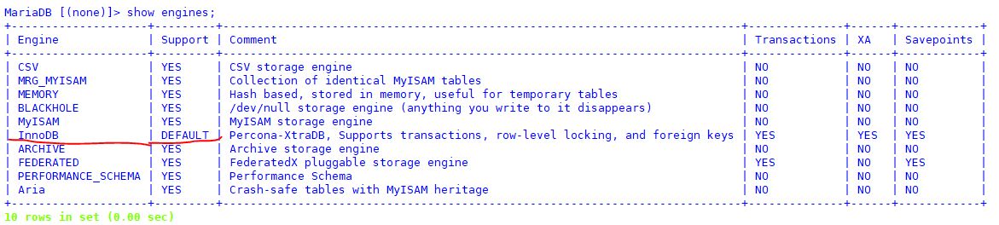 MariaDB [(none)]> show engines;
+--------------------+---------+----------------------------------------------------------------------------+--------------+------+------------+
| Engine             | Support | Comment                                                                    | Transactions | XA   | Savepoints |
+--------------------+---------+----------------------------------------------------------------------------+--------------+------+------------+
| CSV                | YES     | CSV storage engine                                                         | NO           | NO   | NO         |
| MRG_MYISAM         | YES     | Collection of identical MyISAM tables                                      | NO           | NO   | NO         |
| MEMORY             | YES     | Hash based, stored in memory, useful for temporary tables                  | NO           | NO   | NO         |
| BLACKHOLE          | YES     | /dev/null storage engine (anything you write to it disappears)             | NO           | NO   | NO         |
| MyISAM             | YES     | MyISAM storage engine                                                      | NO           | NO   | NO         |
| InnoDB             | DEFAULT | Percona-XtraDB, Supports transactions, row-level locking, and foreign keys | YES          | YES  | YES        |
| ARCHIVE            | YES     | Archive storage engine                                                     | NO           | NO   | NO         |
| FEDERATED          | YES     | FederatedX pluggable storage engine                                        | YES          | NO   | YES        |
| PERFORMANCE_SCHEMA | YES     | Performance Schema                                                         | NO           | NO   | NO         |
| Aria               | YES     | Crash-safe tables with MyISAM heritage                                     | NO           | NO   | NO         |
+--------------------+---------+----------------------------------------------------------------------------+--------------+------+------------+
10 rows in set (0.00 sec)